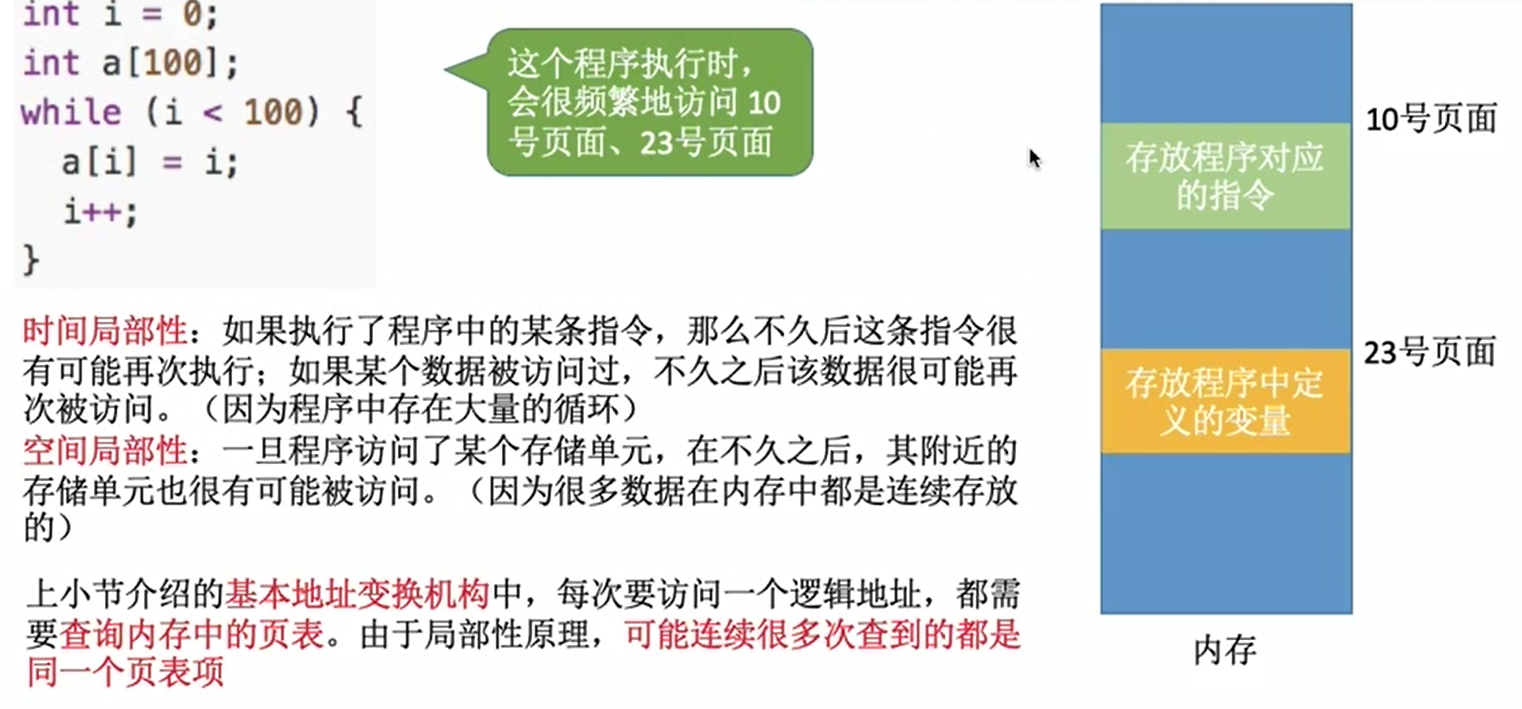 int i = 0;
int a[100];
while (i < 100) {
  a[i] = i;
  i++;
}
这个程序执行时，
会很频繁地访问 10
号页面、23号页面
时间局部性：如果执行了程序中的某条指令，那么不久后这条指令很
有可能再次执行；如果某个数据被访问过，不久之后该数据很可能再
次被访问。（因为程序中存在大量的循环）
空间局部性：一旦程序访问了某个存储单元，在不久之后，其附近的
存储单元也很有可能被访问。（因为很多数据在内存中都是连续存放
的）
上小节介绍的基本地址变换机构中，每次要访问一个逻辑地址，都需
要查询内存中的页表。由于局部性原理，可能连续很多次查到的都是
同一个页表项
10号页面
存放程序对应
的指令
23号页面
存放程序中定
义的变量
内存